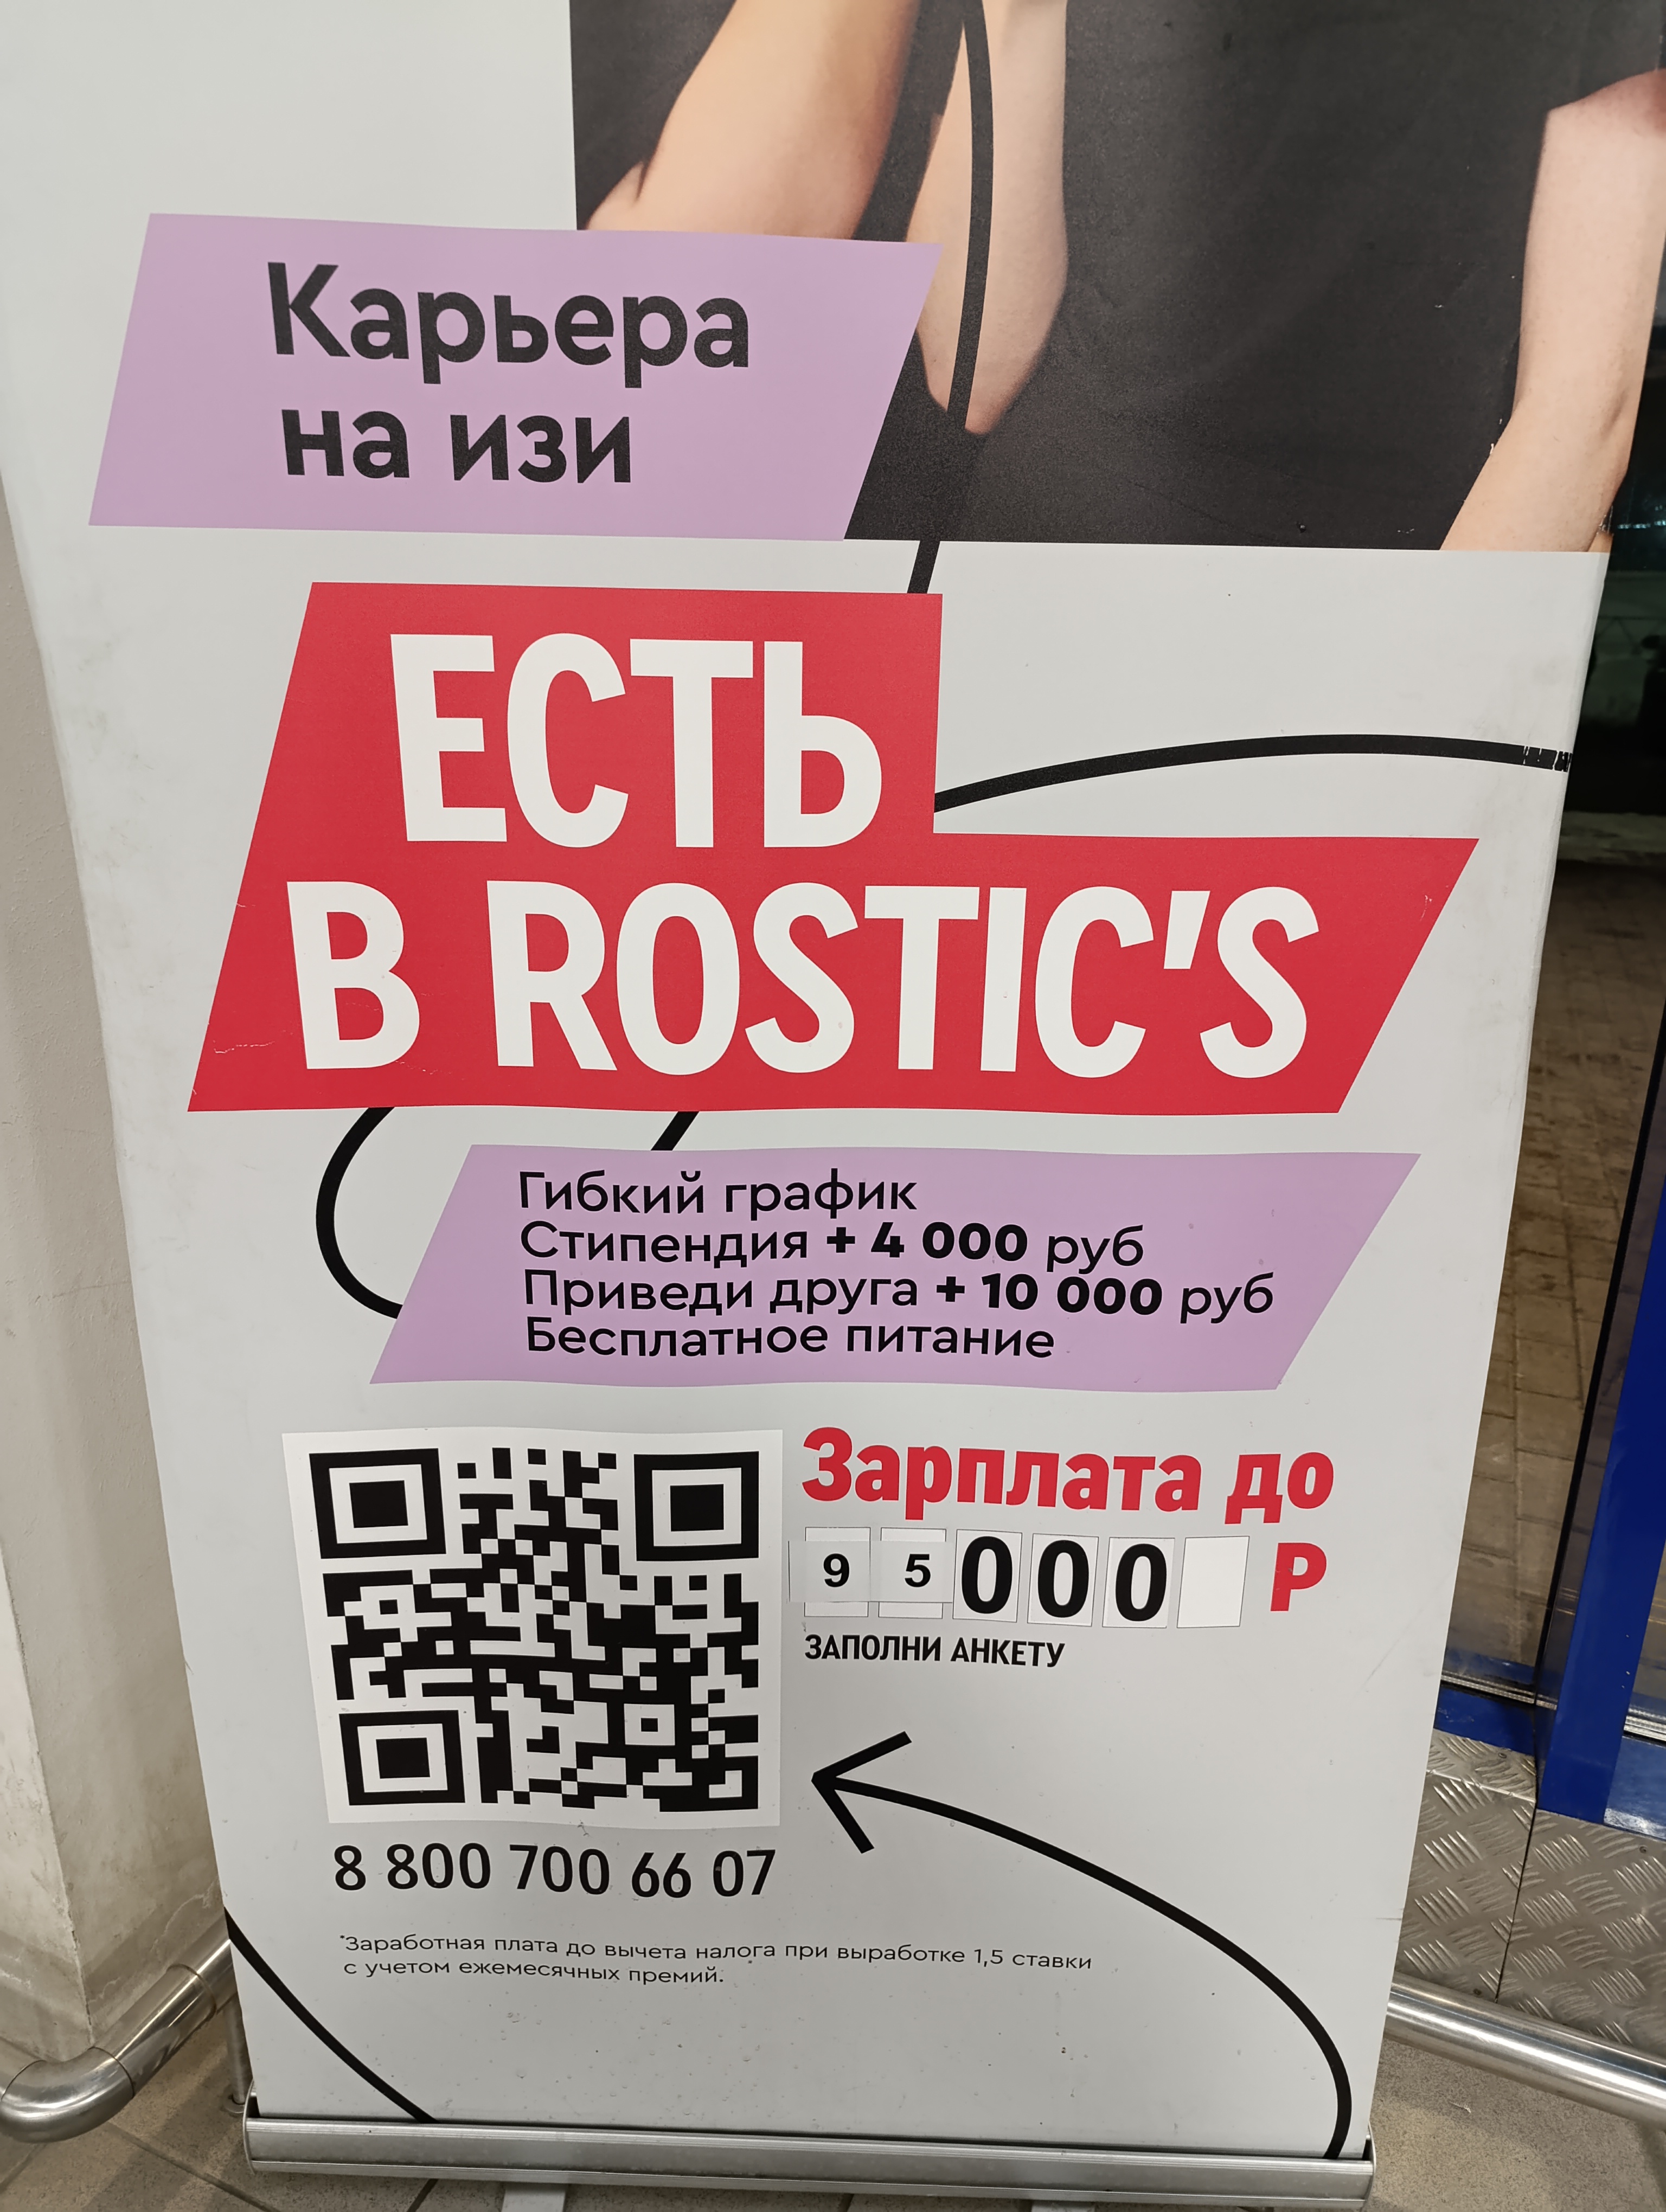 Карьера
на изи
ЕСТЬ
В ROSTIC'S
Гибкий график
Стипендия + 4 000 руб
Приведи друга + 10 000 руб
Бесплатное питание
Зарплата до
95000 Р
ЗАПОЛНИ АНКЕТУ
8 800 700 66 07
*Заработная плата до вычета налога при выработке 1,5 ставки
с учетом ежемесячных премий.